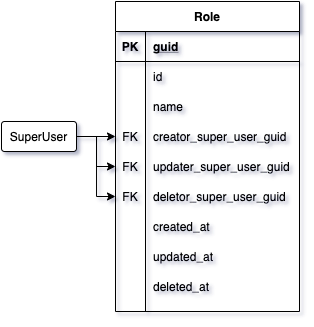 Role
PK guid
id
name
SuperUser
FK creator_super_user_guid
FK updater_super_user_guid
FK deletor_super_user_guid
created_at
updated_at
deleted_at